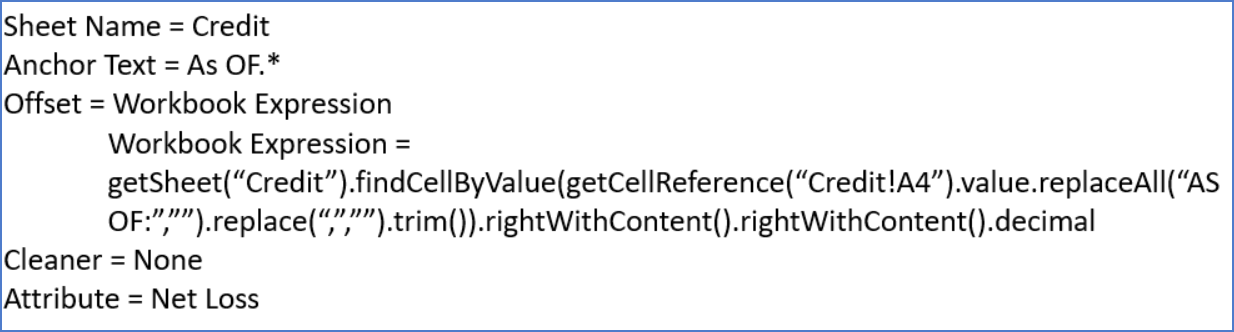 Sheet Name = Credit
Anchor Text = As OF.*
Offset = Workbook Expression
Workbook Expression =
getSheet(“Credit”).findCellByValue(getCellReference(“Credit!A4”).value.replaceAll(“AS
OF:”,””).replace(“,”,””).trim()).rightWithContent().rightWithContent().decimal
Cleaner = None
Attribute = Net Loss